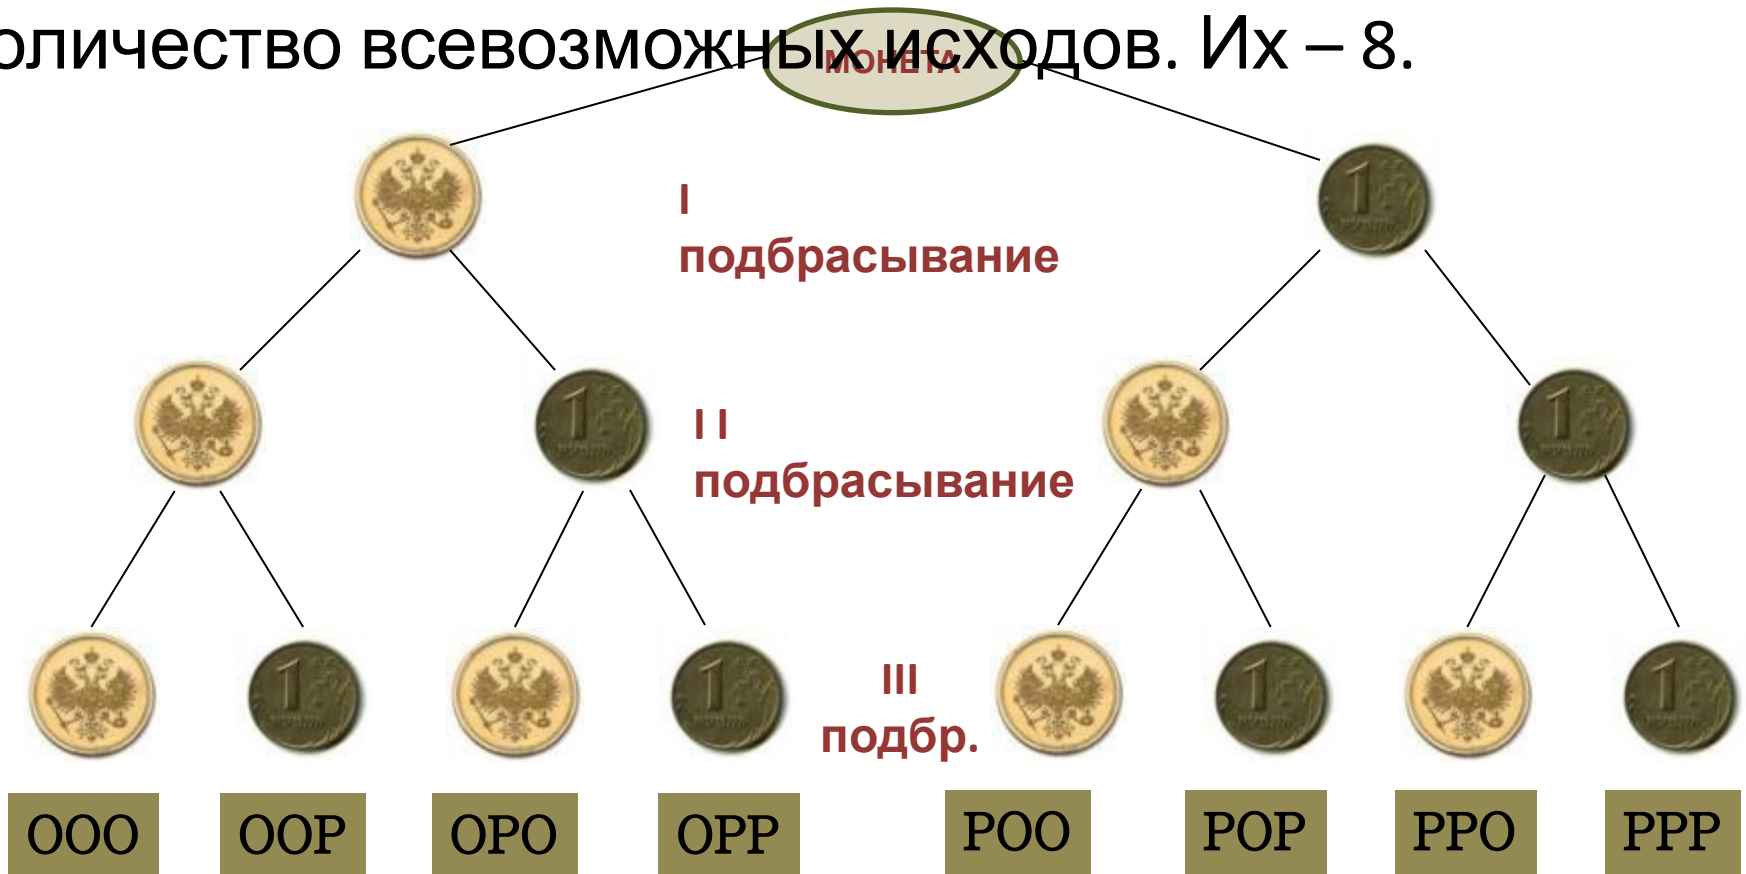 оличество всевозможных исходов. Их – 8.
МОНЕТА
I
подбрасывание
I I
подбрасывание
III
подбр.
ООО ООР ОРО ОРР РОО РОР РРО РРР